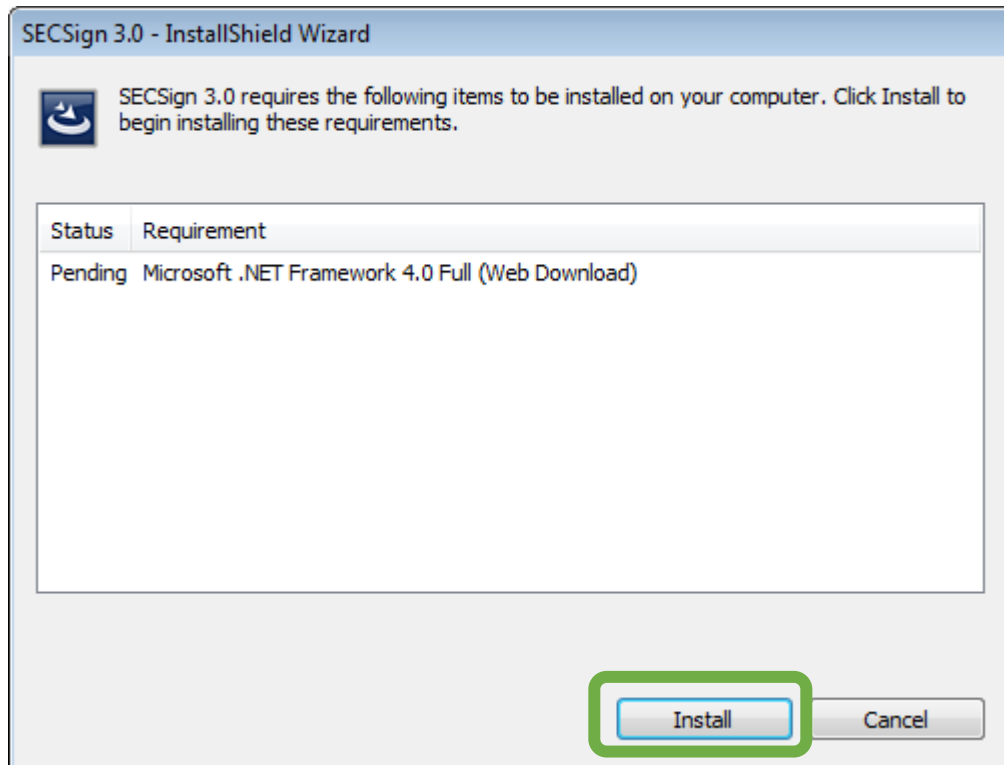 SECSign 3.0 - InstallShield Wizard
SECSign 3.0 requires the following items to be installed on your computer. Click Install to
begin installing these requirements.
Status Requirement
Pending Microsoft .NET Framework 4.0 Full (Web Download)
Install Cancel